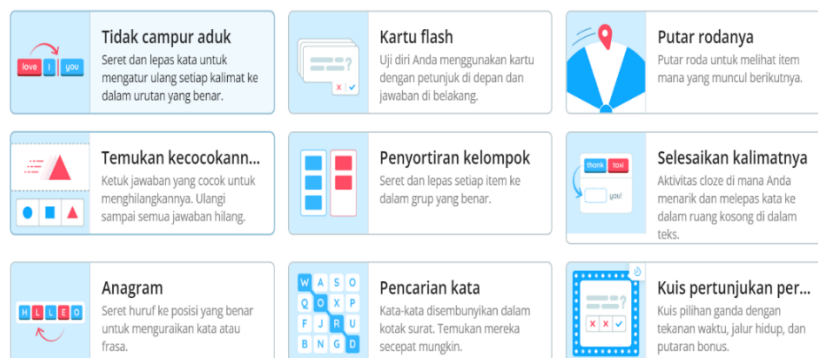 Tidak campur aduk
Seret dan lepas kata untuk
mengatur ulang setiap kalimat ke
dalam urutan yang benar.
love I you
Kartu flash
Uji diri Anda menggunakan kartu
dengan petunjuk di depan dan
jawaban di belakang.
?
Putar rodanya
Putar roda untuk melihat item
mana yang muncul berikutnya.
Temukan kecocokann...
Ketuk jawaban yang cocok untuk
menghilangkannya. Ulangi
sampai semua jawaban hilang.
Penyortiran kelompok
Seret dan lepas setiap item ke
dalam grup yang benar.
Selesaikan kalimatnya
Aktivitas cloze di mana Anda
menarik dan melepas kata ke
dalam ruang kosong di dalam
teks.
thank taxi
you!
Anagram
Seret huruf ke posisi yang benar
untuk menguraikan kata atau
frasa.
H L L E O
Pencarian kata
Kata-kata disembunyikan dalam
kotak surat. Temukan mereka
secepat mungkin.
W A S O
Q O X P
F J R U
B N G D
Kuis pertunjukan per...
Kuis pilihan ganda dengan
tekanan waktu, jalur hidup, dan
putaran bonus.
?